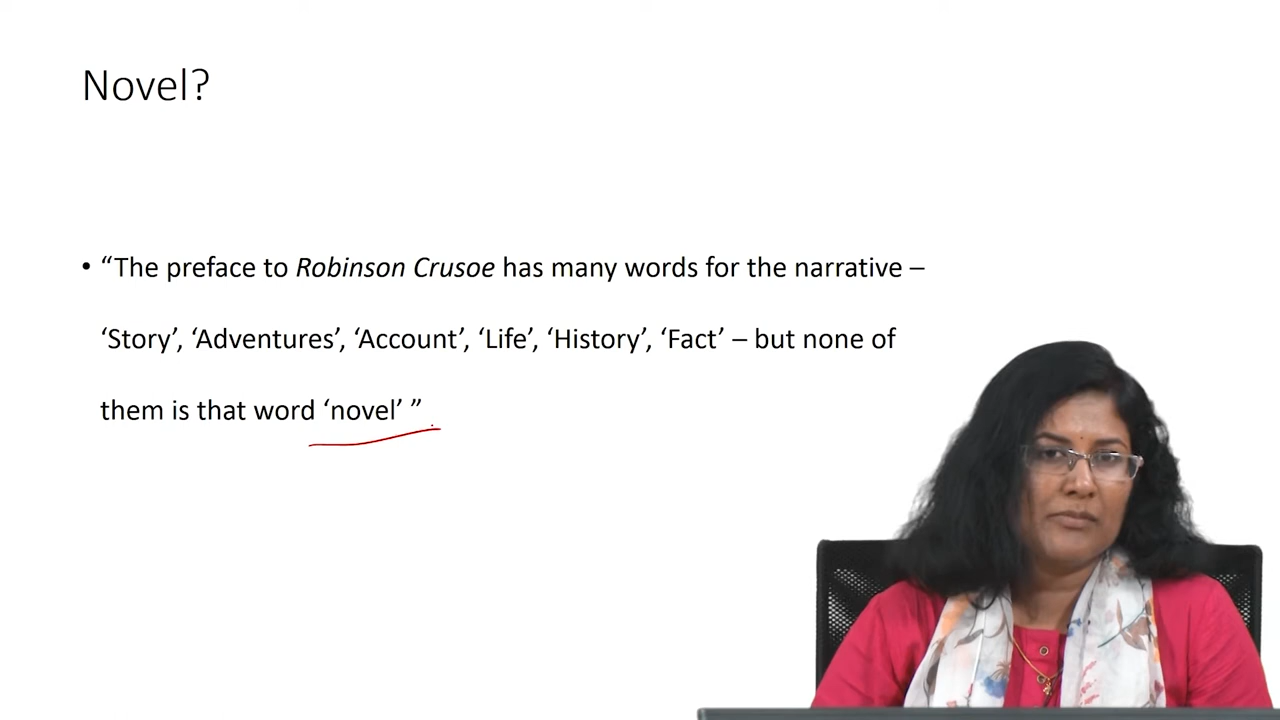 Novel?
• “The preface to Robinson Crusoe has many words for the narrative –
‘Story’, ‘Adventures’, ‘Account’, ‘Life’, ‘History’, ‘Fact’ – but none of
them is that word ‘novel’ ”